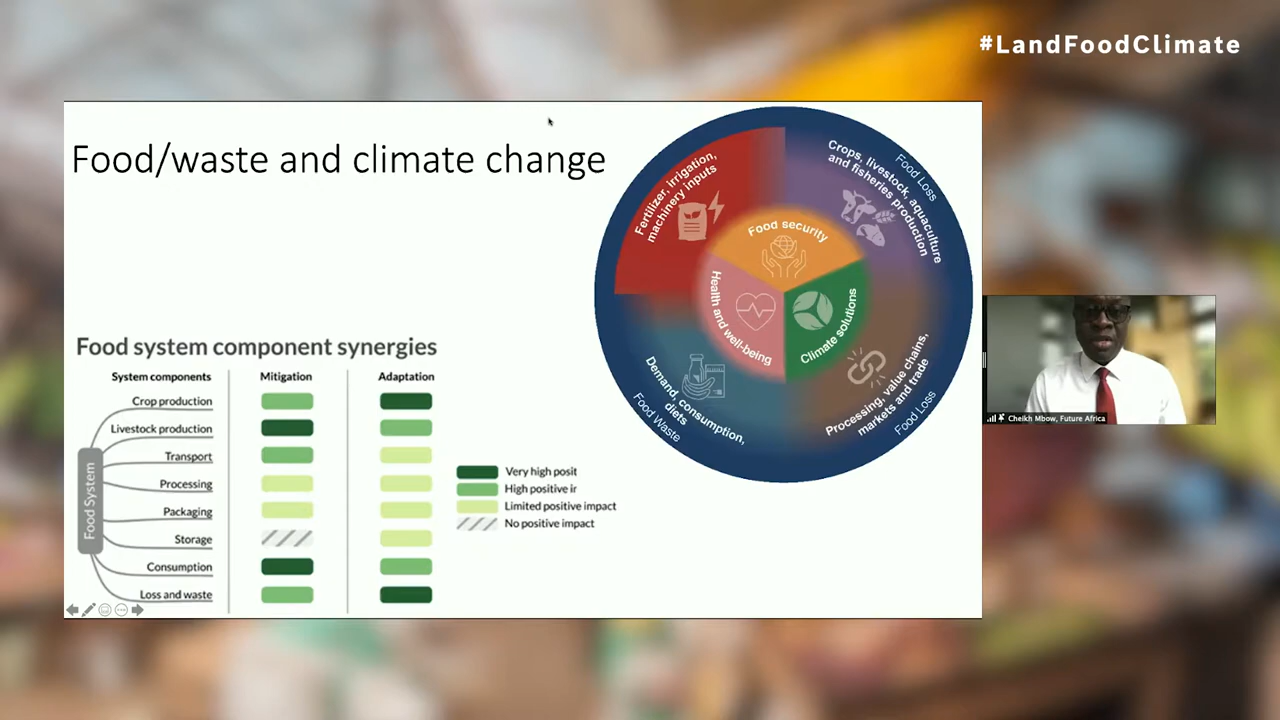 #LandFoodClimate
Food/waste and climate change
Fertilizer, irrigation,
machinery inputs
Crops, livestock, aquaculture
and fisheries production
Food Loss
Food security
Health and well-being
Climate solutions
Demand, consumption,
diets
Food Waste
Processing, value chains,
markets and trade
Food Loss
Food system component synergies
System components
Mitigation
Adaptation
Food System
Crop production
Livestock production
Transport
Processing
Packaging
Storage
Consumption
Loss and waste
Very high posit
High positive ir
Limited positive impact
No positive impact
Cheikh Mbow, Future Africa